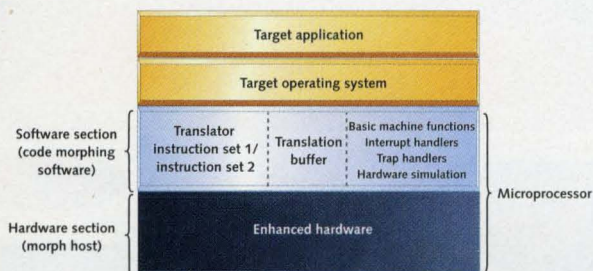 Target application
Target operating system
Software section
(code morphing
software)
Translator
instruction set 1/
instruction set 2
Translation
buffer
Basic machine functions
Interrupt handlers
Trap handlers
Hardware simulation
Microprocessor
Hardware section
(morph host)
Enhanced hardware